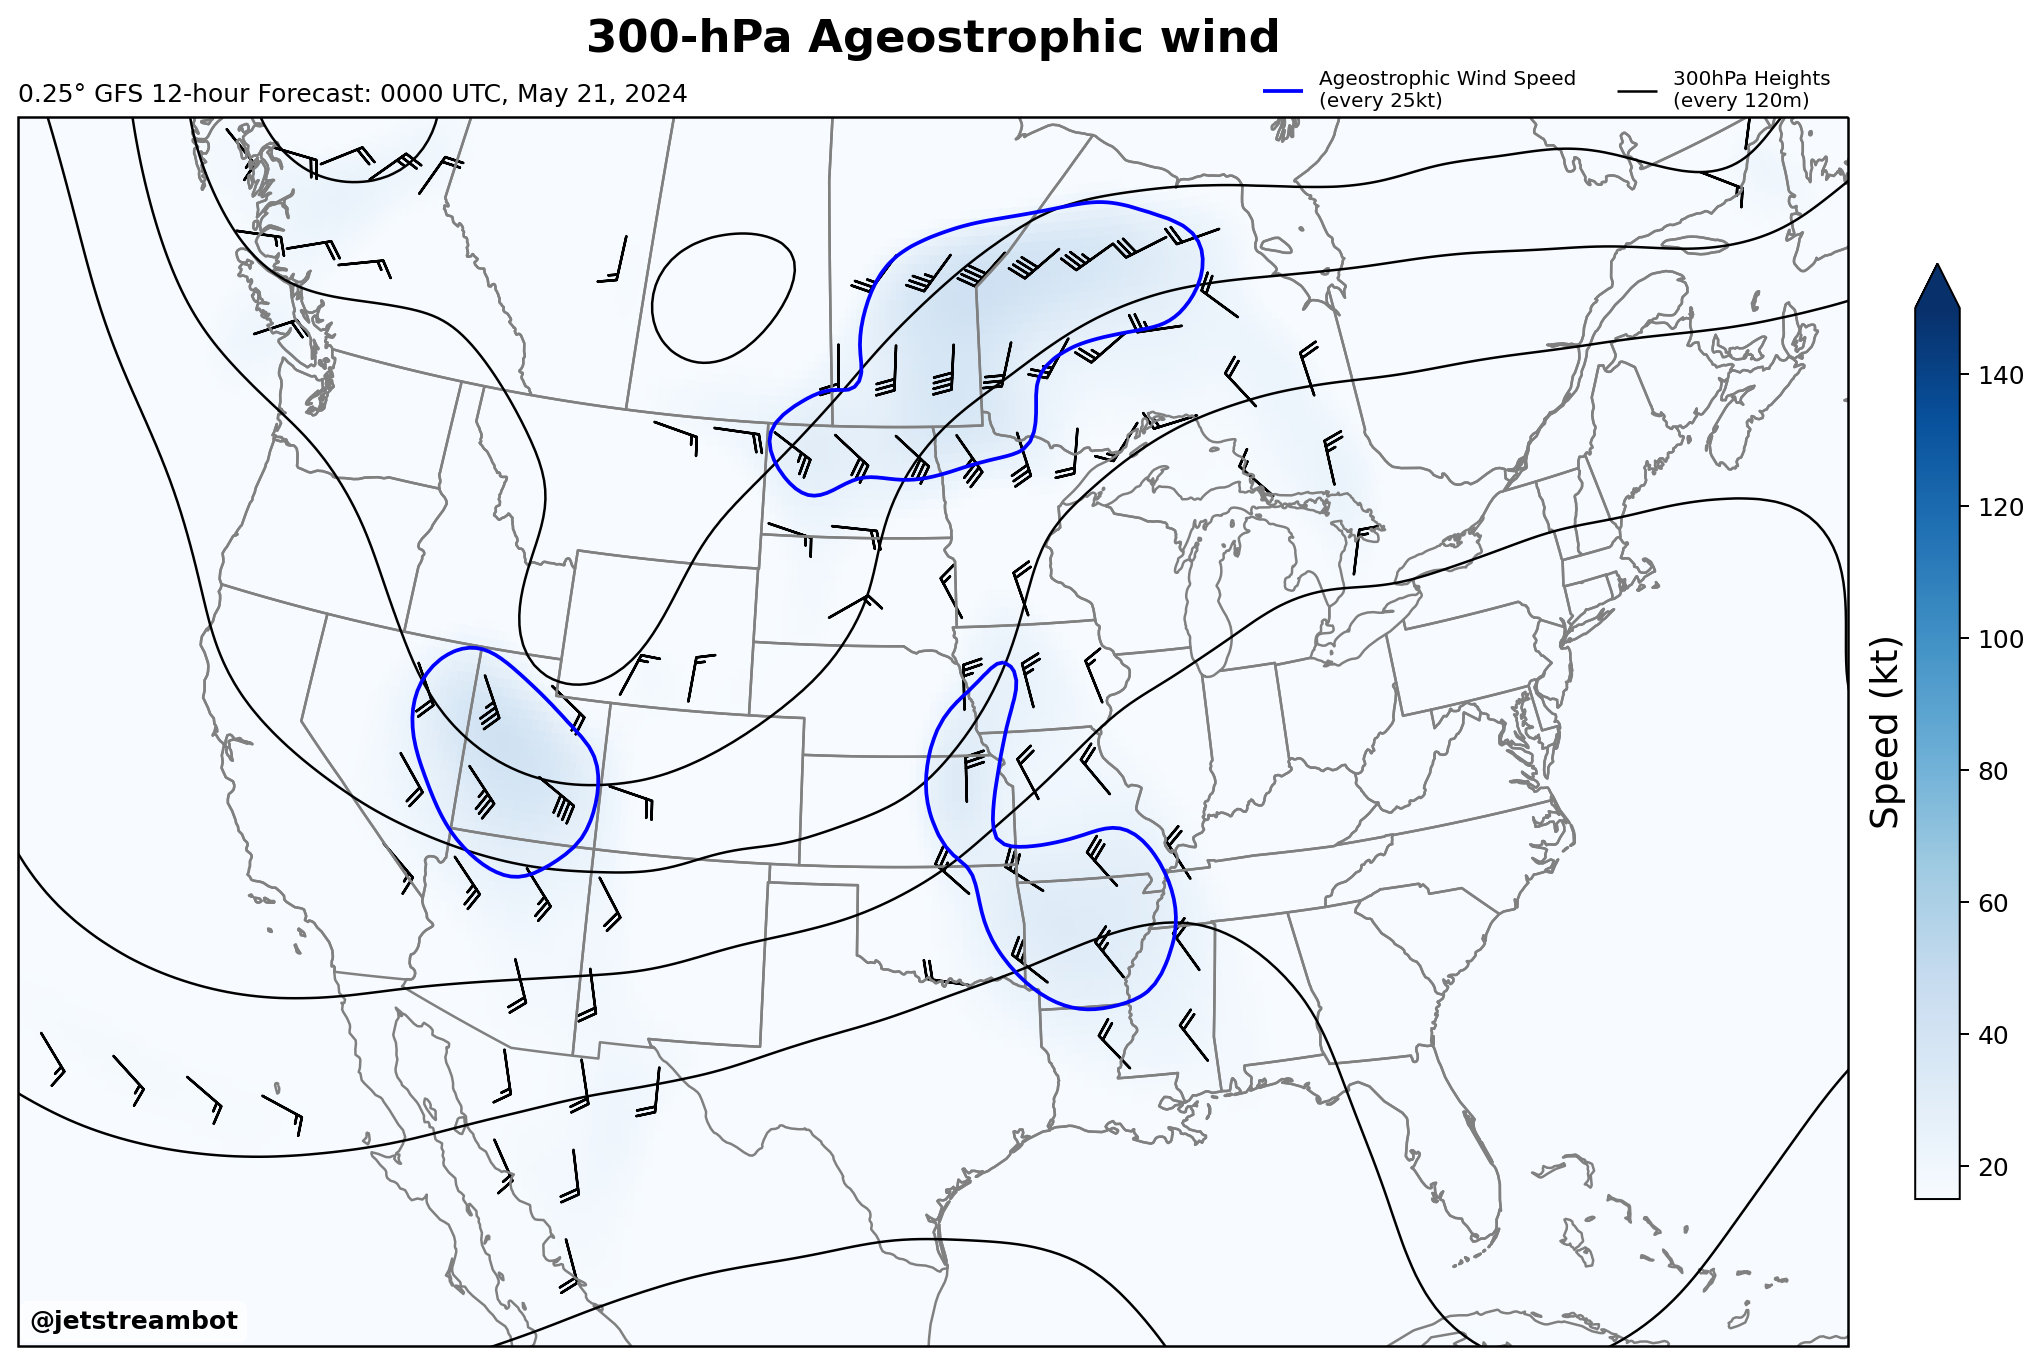 300-hPa Ageostrophic wind
0.25° GFS 12-hour Forecast: 0000 UTC, May 21, 2024
Ageostrophic Wind Speed
(every 25kt)
300hPa Heights
(every 120m)
140
120
100
80
60
40
20
Speed (kt)
@jetstreambot